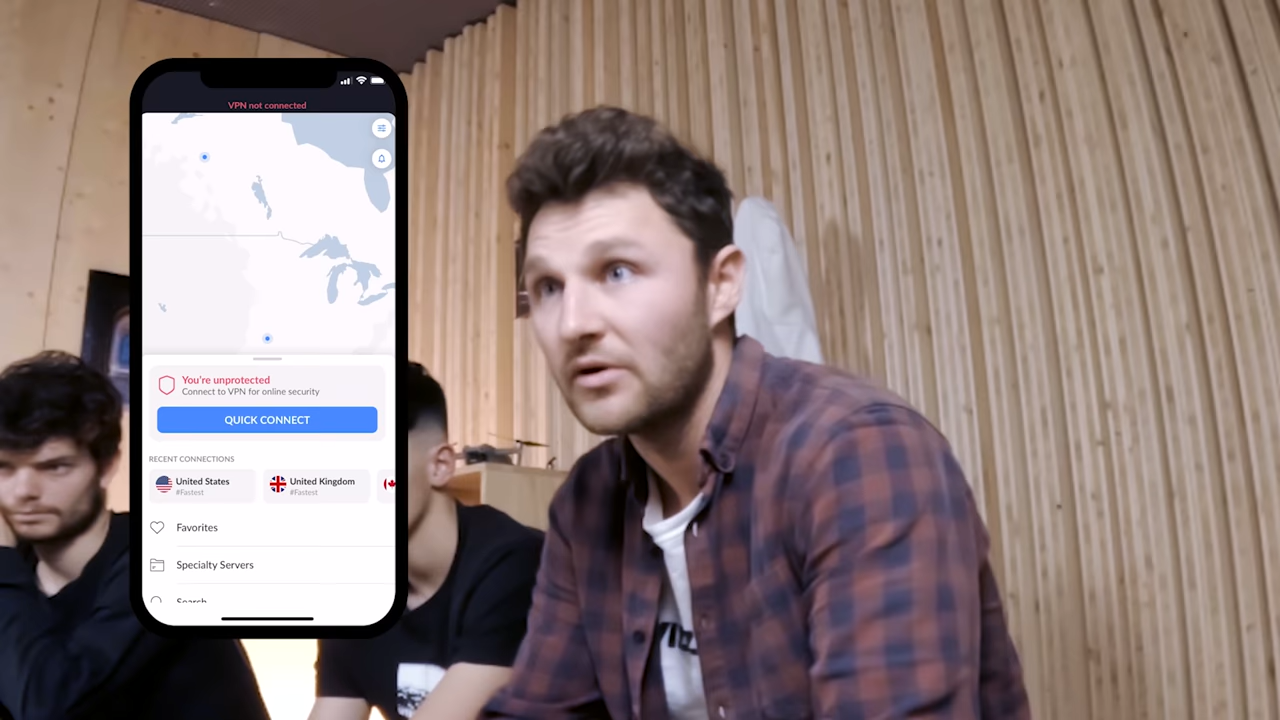 VPN not connected
You're unprotected
Connect to VPN for online security
QUICK CONNECT
RECENT CONNECTIONS
United States
#Fastest
United Kingdom
#Fastest
Favorites
Specialty Servers
Search